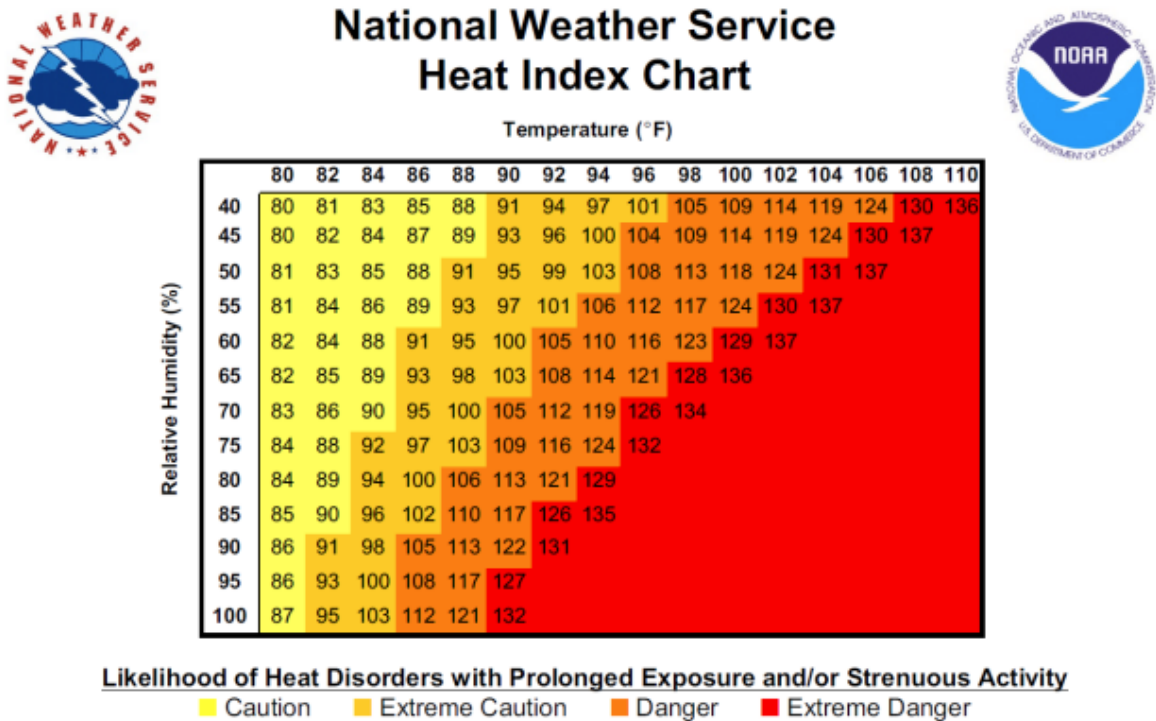 NATIONAL WEATHER SERVICE
National Weather Service
Heat Index Chart
NATIONAL OCEANIC AND ATMOSPHERIC ADMINISTRATION
NOAA
U.S. DEPARTMENT OF COMMERCE
Temperature (°F)
80 82 84 86 88 90 92 94 96 98 100 102 104 106 108 110
Relative Humidity (%)
40 80 81 83 85 88 91 94 97 101 105 109 114 119 124 130 136
45 80 82 84 87 89 93 96 100 104 109 114 119 124 130 137
50 81 83 85 88 91 95 99 103 108 113 118 124 131 137
55 81 84 86 89 93 97 101 106 112 117 124 130 137
60 82 84 88 91 95 100 105 110 116 123 129 137
65 82 85 89 93 98 103 108 114 121 128 136
70 83 86 90 95 100 105 112 119 126 134
75 84 88 92 97 103 109 116 124 132
80 84 89 94 100 106 113 121 129
85 85 90 96 102 110 117 126 135
90 86 91 98 105 113 122 131
95 86 93 100 108 117 127
100 87 95 103 112 121 132
Likelihood of Heat Disorders with Prolonged Exposure and/or Strenuous Activity
Caution Extreme Caution Danger Extreme Danger